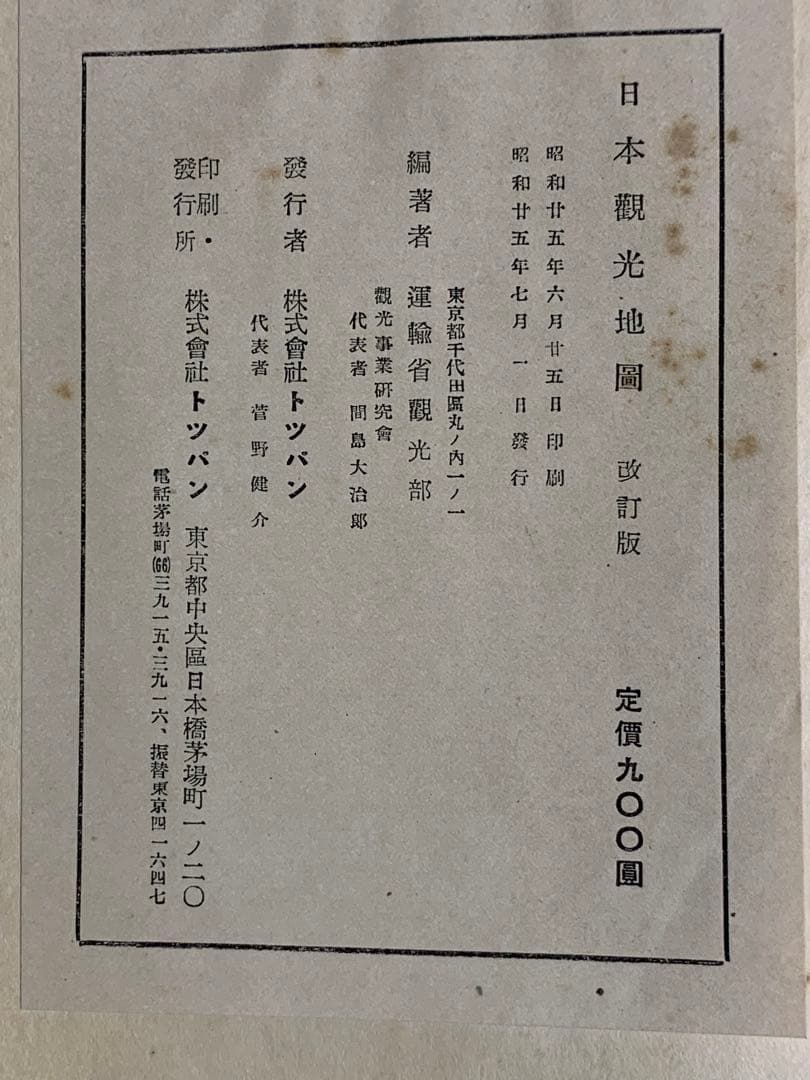 日本觀光地圖 改訂版 定價九〇〇圓
昭和廿五年六月廿五日印刷
昭和廿五年七月一日發行
東京都千代田區丸ノ內一ノ一
編著者 運輸省觀光部
觀光事業研究會
代表者 間島大治郎
發行者 株式會社トツパン
代表者 菅野健介
印刷・
發行所 株式會社トツパン 東京都中央區日本橋茅場町一ノ二〇
電話茅場町(66)三九一五・三九一六、振替東京四一六四七